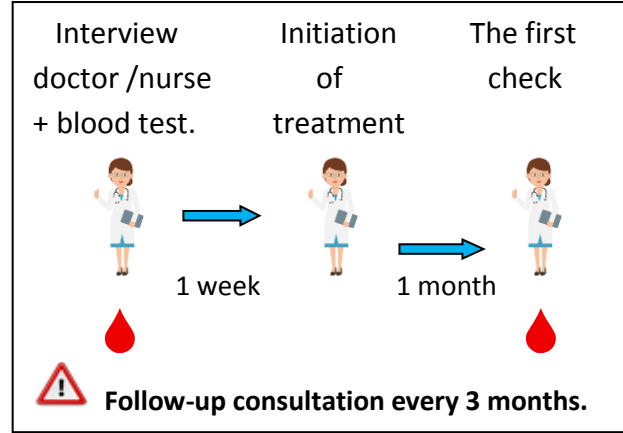 Interview
doctor /nurse
+ blood test.
Initiation
of
treatment
The first
check
1 week
1 month
Follow-up consultation every 3 months.